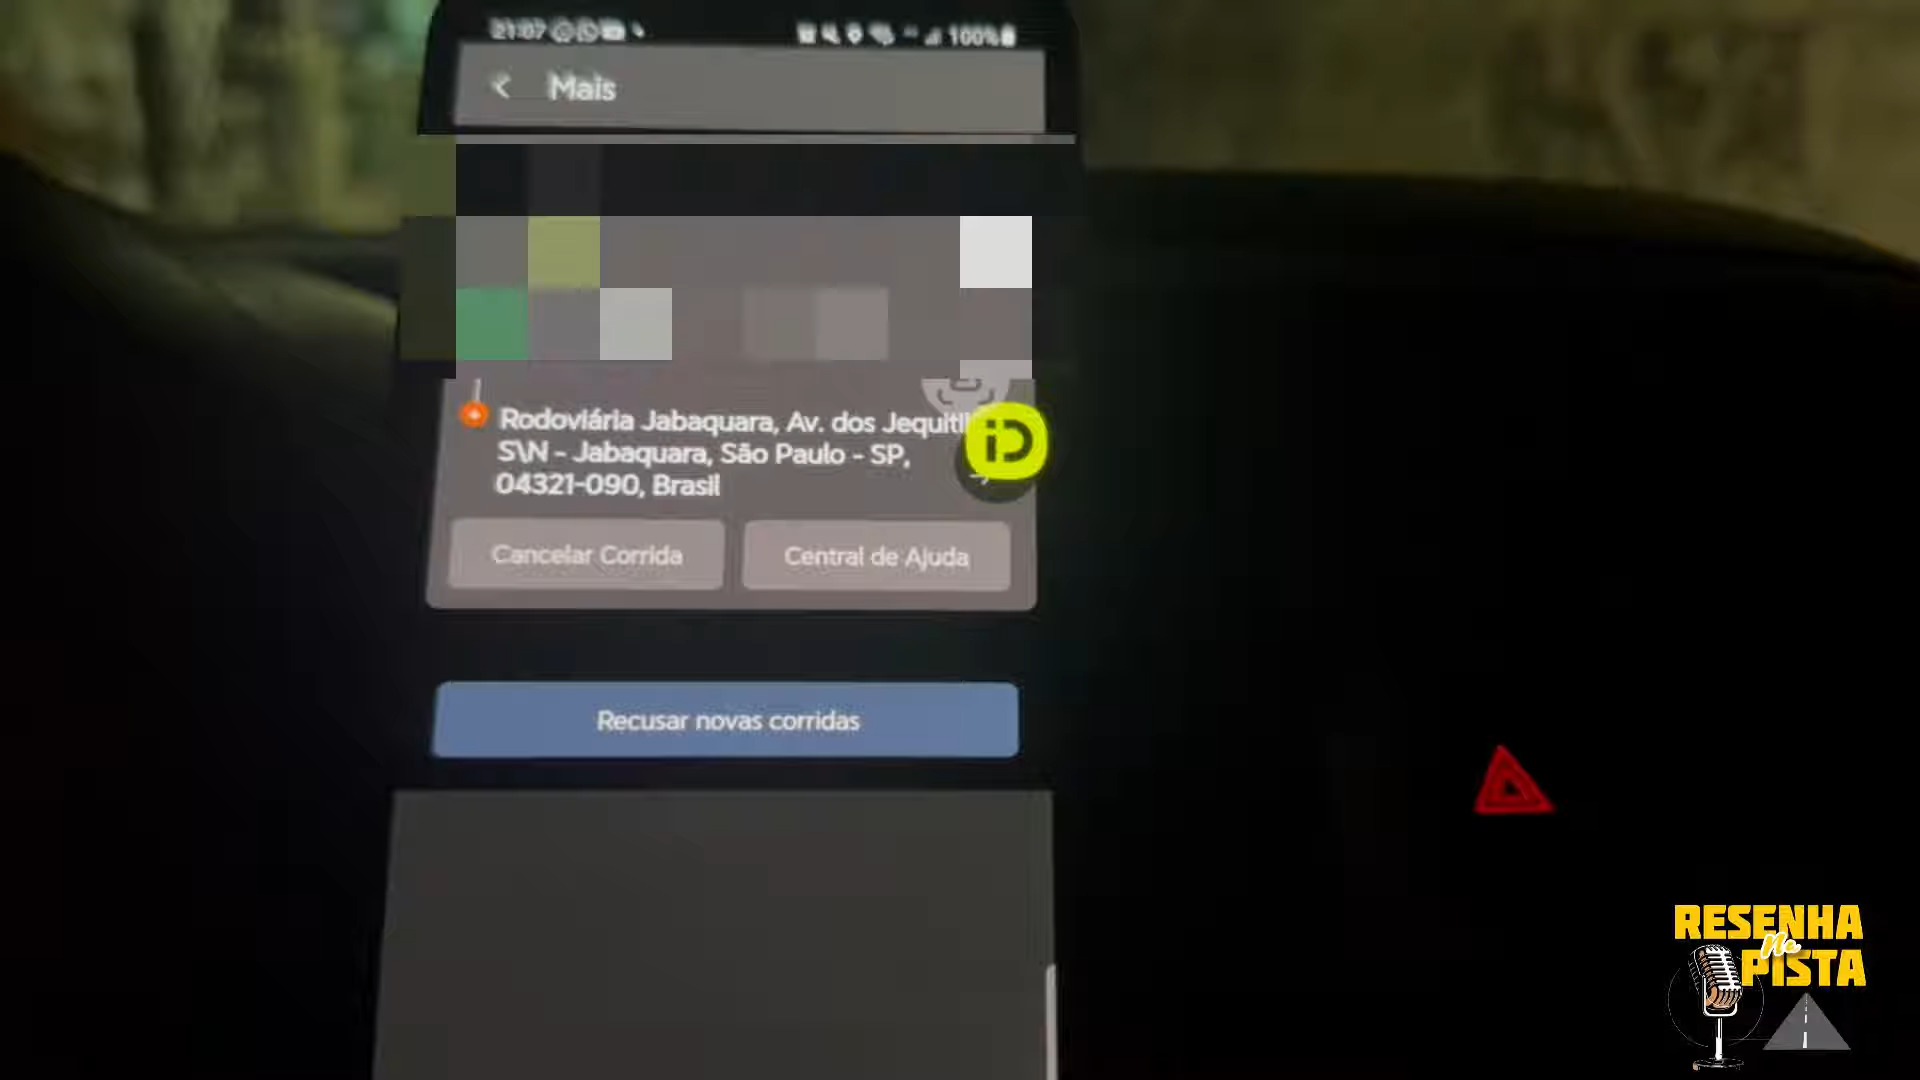 21:07
100%
Mais
Rodoviária Jabaquara, Av. dos
S\N - Jabaquara, São Paulo - SP,
04321-090, Brasil
iD
Cancelar Corrida
Central de Ajuda
Recusar novas corridas
RESENHA
Na
PISTA